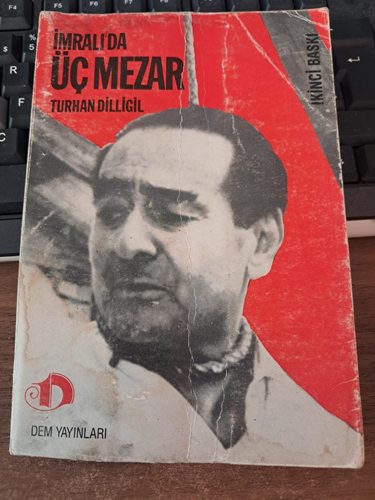 İMRALI'DA
ÜÇ MEZAR
TURHAN DİLLİGİL
İKİNCİ BASKI
DEM YAYINLARI